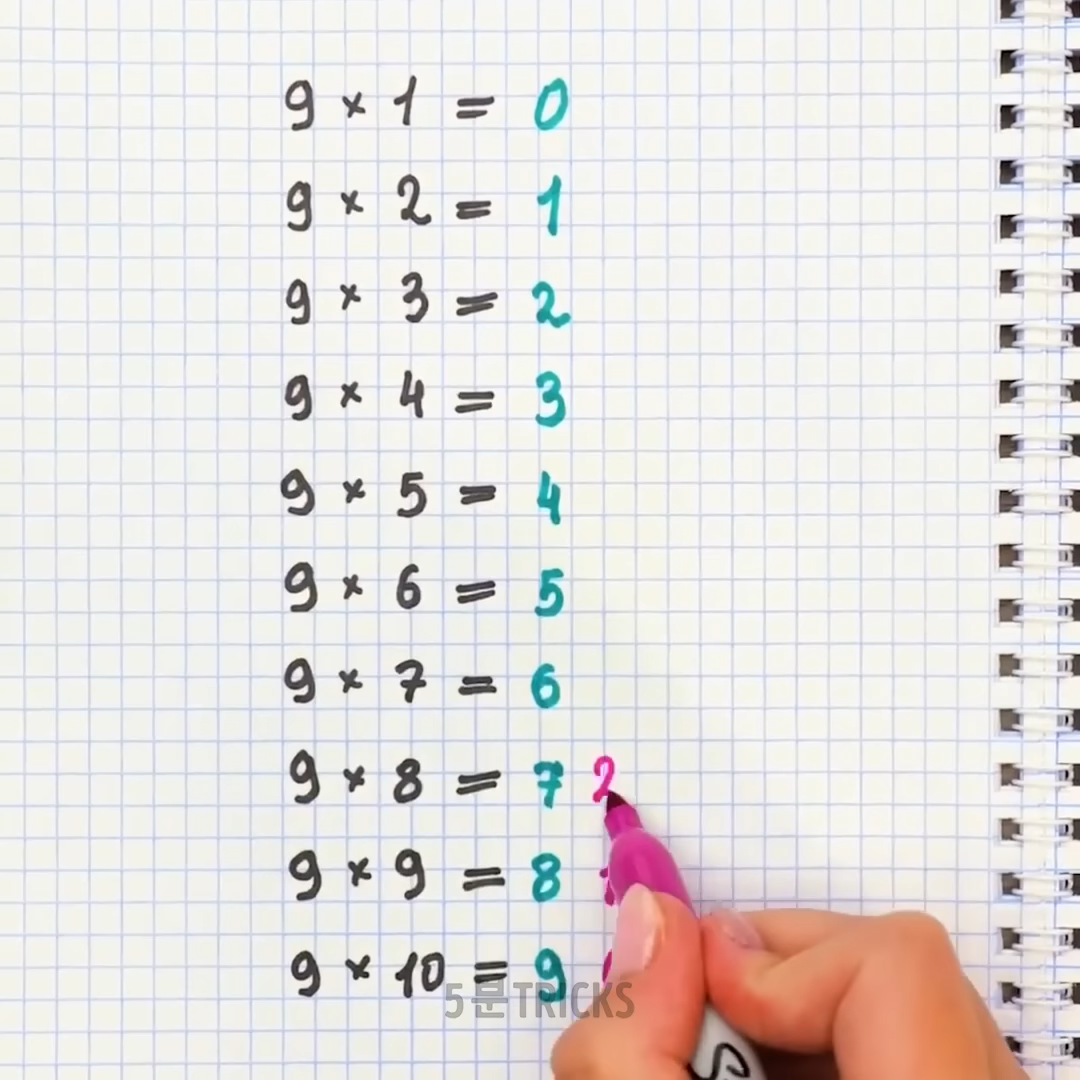 9 × 1 = 0
9 × 2 = 1
9 × 3 = 2
9 × 4 = 3
9 × 5 = 4
9 × 6 = 5
9 × 7 = 6
9 × 8 = 7 2
9 × 9 = 8
9 × 10 = 9
5분TRICKS